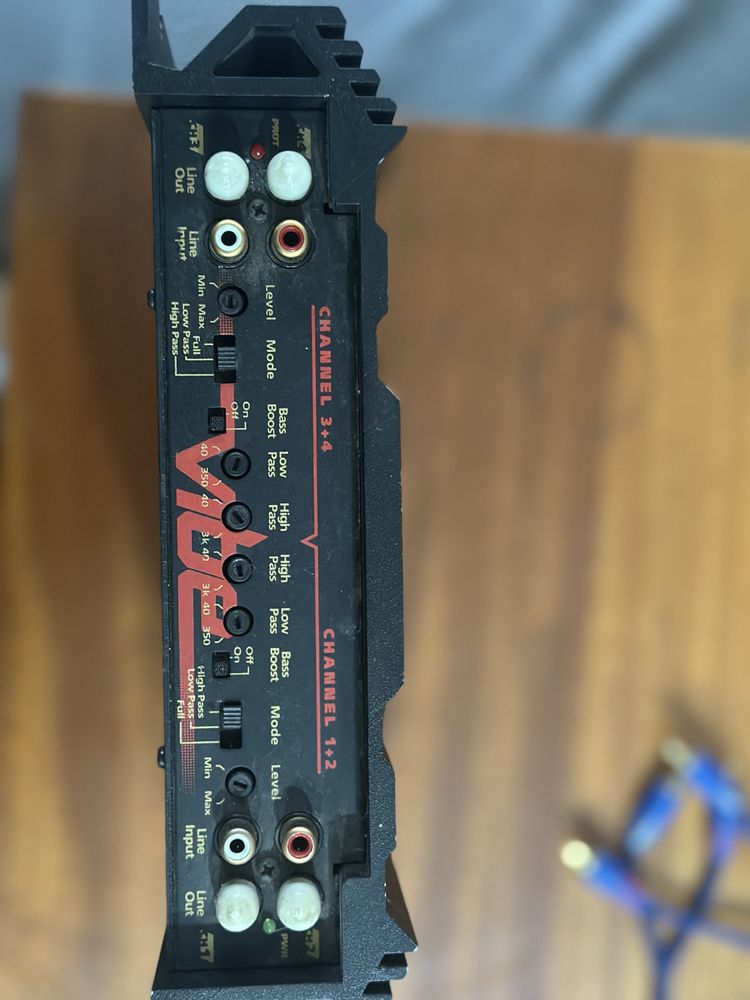 CHANNEL 3+4
CHANNEL 1+2
PROT
Level
Mode
Bass
Boost
Low
Pass
High
Pass
High
Pass
Low
Pass
Bass
Boost
Mode
Level
PWR
On
Off
Off
On
Line
Out
Line
Input
Min Max
Full
Low Pass
High Pass
40 350
40 3k
40 3k
40 350
High Pass
Low Pass
Full
Min Max
Line
Input
Line
Out
Vibe